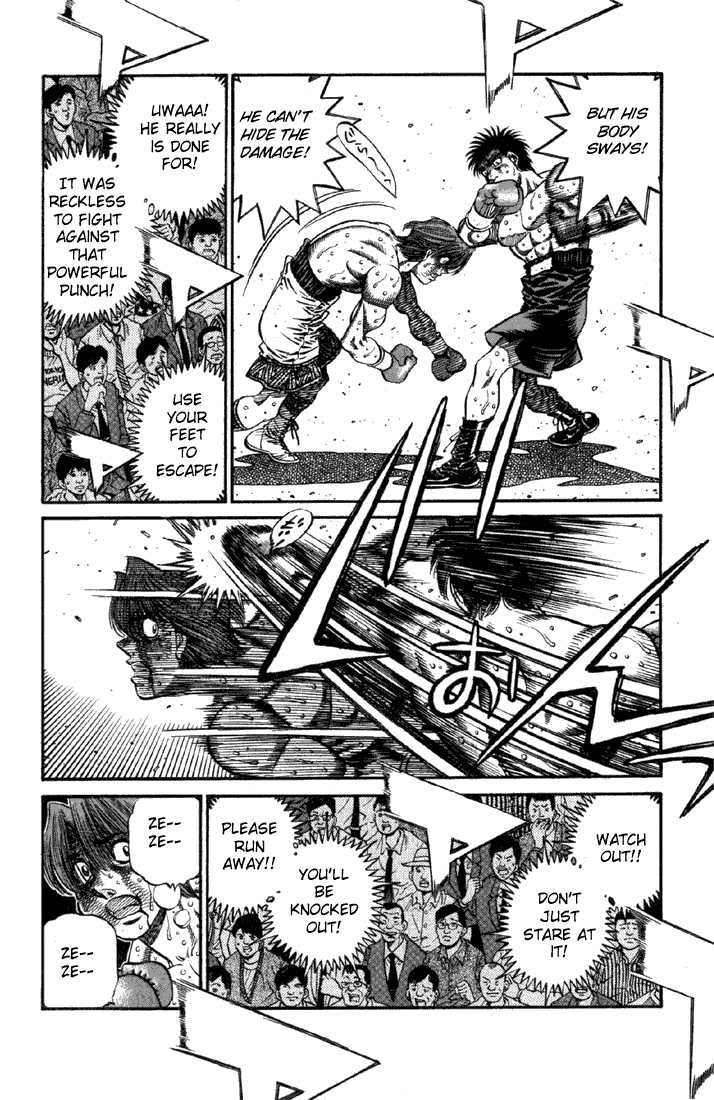 BUT HIS
BODY
SWAYS!
HE CAN'T
HIDE THE
DAMAGE!
UWAAA!
HE REALLY
IS DONE
FOR!
IT WAS
RECKLESS
TO FIGHT
AGAINST
THAT
POWERFUL
PUNCH!
USE
YOUR
FEET
TO
ESCAPE!
お
WATCH
OUT!!
DON'T
JUST
STARE AT
IT!
YOU'LL
BE
KNOCKED
OUT!
PLEASE
RUN
AWAY!!
ZE--
ZE--
ZE--
ZE--